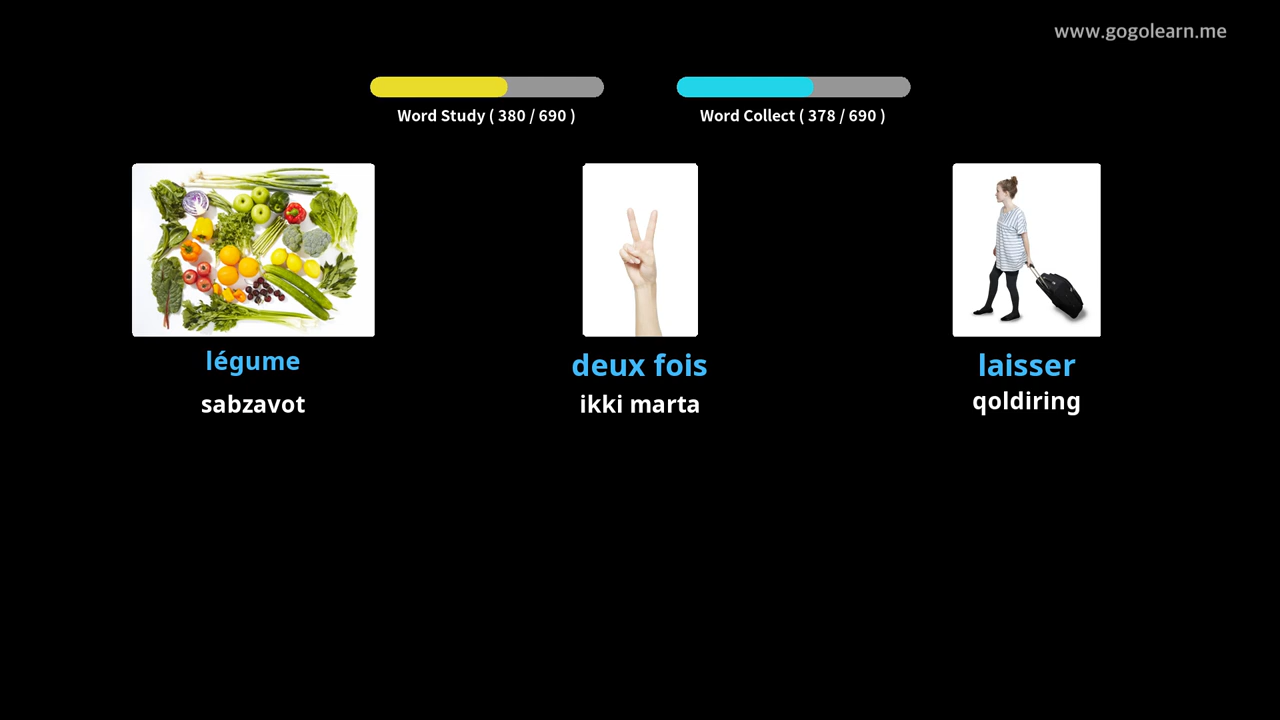 www.gogolearn.me
Word Study ( 380 / 690 )
Word Collect ( 378 / 690 )
légume
deux fois
laisser
sabzavot
ikki marta
qoldiring